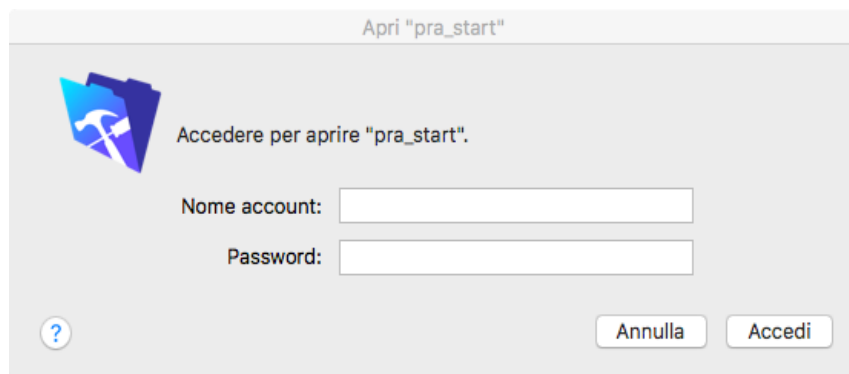 Apri "pra_start"
Accedere per aprire "pra_start".
Nome account:
Password:
?
Annulla
Accedi